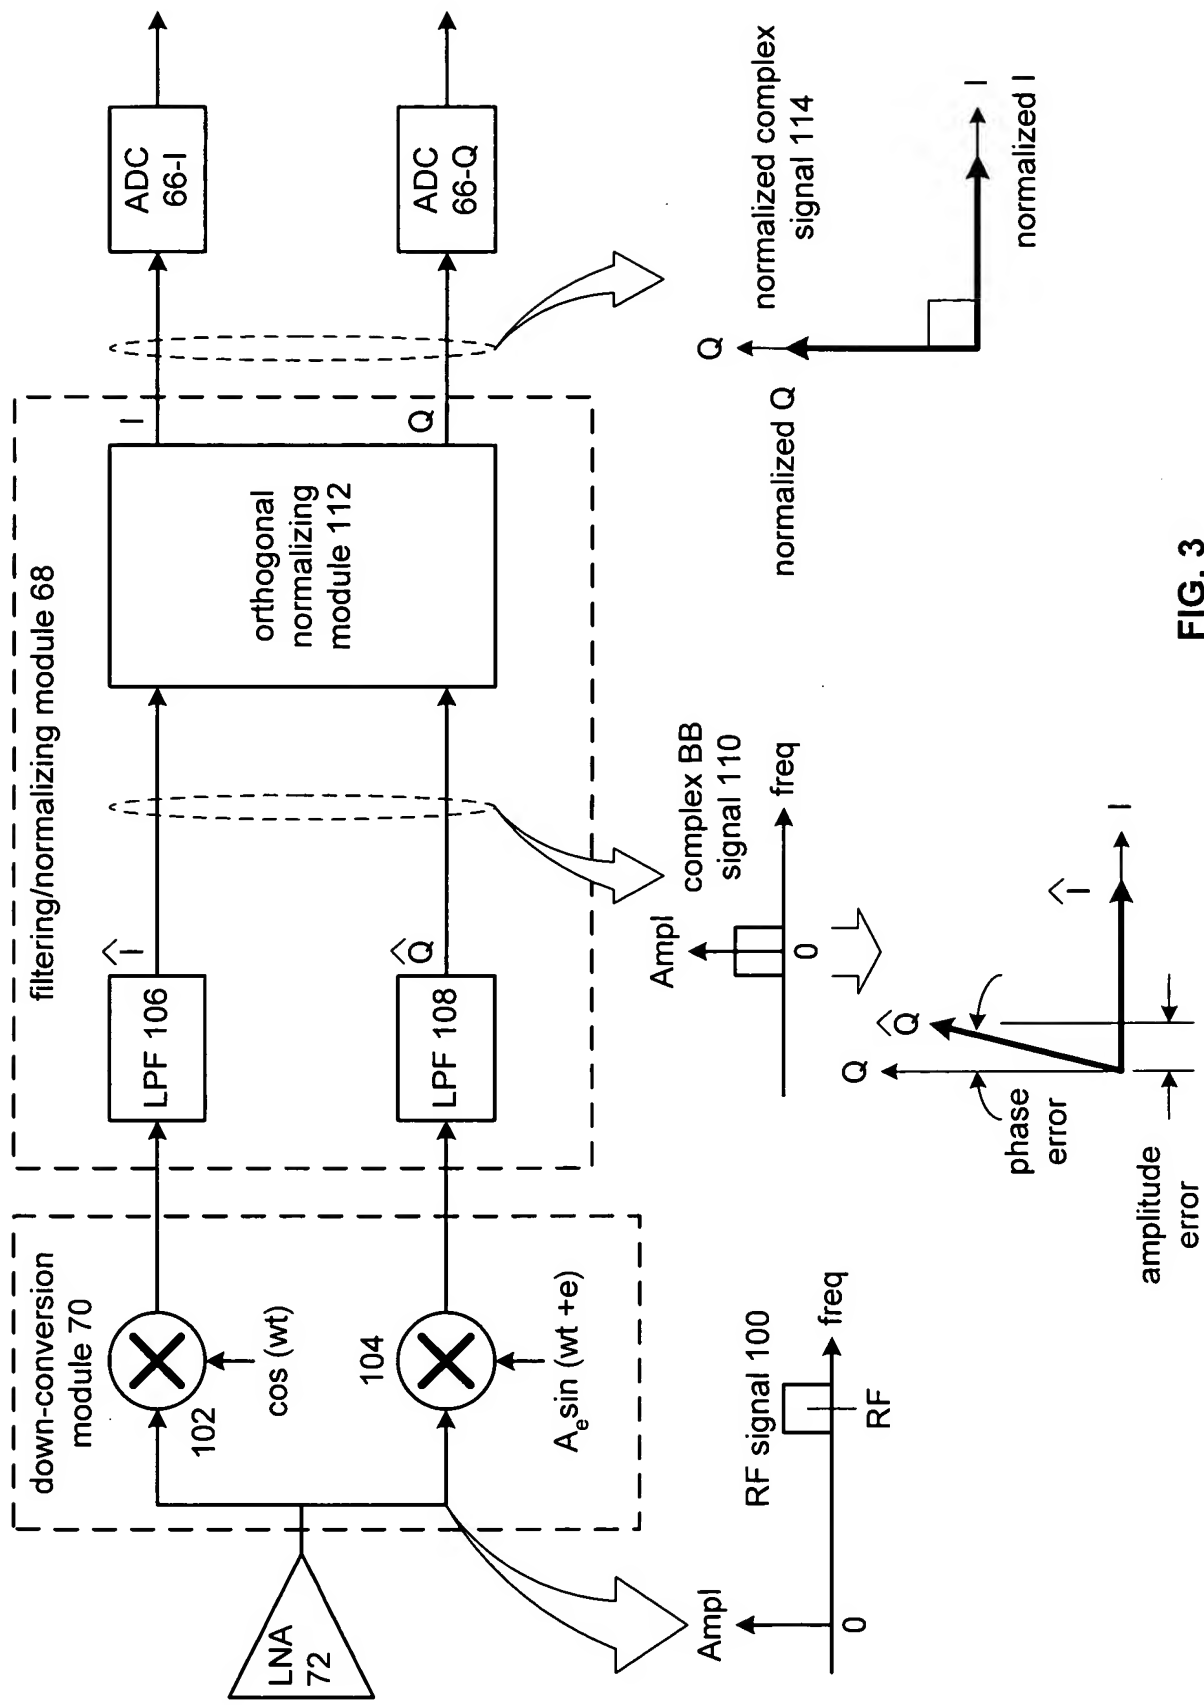 filtering/normalizing module 68
down-conversion
module 70
LNA
72
102
cos (wt)
104
Aₑ sin (wt +e)
LPF 106
LPF 108
Î
Q̂
orthogonal
normalizing
module 112
I
Q
ADC
66-I
ADC
66-Q
Ampl
0
RF signal 100
RF
freq
complex BB
signal 110
Ampl
0
freq
Q
Q̂
Î
I
phase
error
amplitude
error
normalized complex
signal 114
Q
normalized Q
I
normalized I
FIG. 3